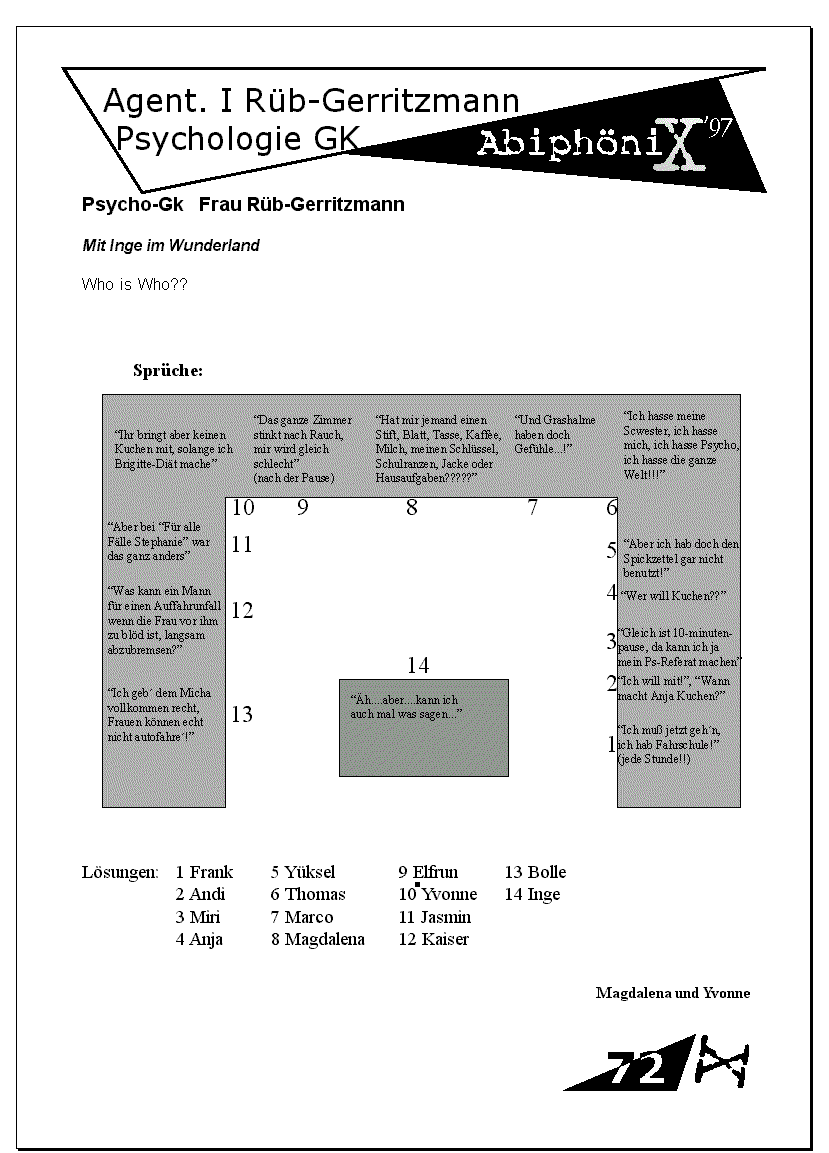 Agent. I Rüb-Gerritzmann
Psychologie GK
AbiphöniX '97
Psycho-Gk   Frau Rüb-Gerritzmann
Mit Inge im Wunderland
Who is Who??
Sprüche:
“Ihr bringt aber keinen
Kuchen mit, solange ich
Brigitte-Diät mache”
“Das ganze Zimmer
stinkt nach Rauch,
mir wird gleich
schlecht”
(nach der Pause)
“Hat mir jemand einen
Stift, Blatt, Tasse, Kaffèe,
Milch, meinen Schlüssel,
Schulranzen, Jacke oder
Hausaufgaben?????”
“Und Grashalme
haben doch
Gefühle...!”
“Ich hasse meine
Scwester, ich hasse
mich, ich hasse Psycho,
ich hasse die ganze
Welt!!!”
10 9 8 7 6
“Aber bei “Für alle
Fälle Stephanie” war
das ganz anders”
11
5
“Aber ich hab doch den
Spickzettel gar nicht
benutzt!”
“Was kann ein Mann
für einen Auffahrunfall
wenn die Frau vor ihm
zu blöd ist, langsam
abzubremsen?”
12
4
“Wer will Kuchen??”
3
“Gleich ist 10-minuten-
pause, da kann ich ja
mein Ps-Referat machen”
14
2
“Ich will mit!”, “Wann
macht Anja Kuchen?”
“Ich geb´ dem Micha
vollkommen recht,
Frauen können echt
nicht autofahre´!”
13
“Äh....aber....kann ich
auch mal was sagen...”
1
“Ich muß jetzt geh´n,
ich hab Fahrschule!”
(jede Stunde!!)
Lösungen: 1 Frank 5 Yüksel 9 Elfrun 13 Bolle
2 Andi 6 Thomas 10 Yvonne 14 Inge
3 Miri 7 Marco 11 Jasmin
4 Anja 8 Magdalena 12 Kaiser
Magdalena und Yvonne
72 X